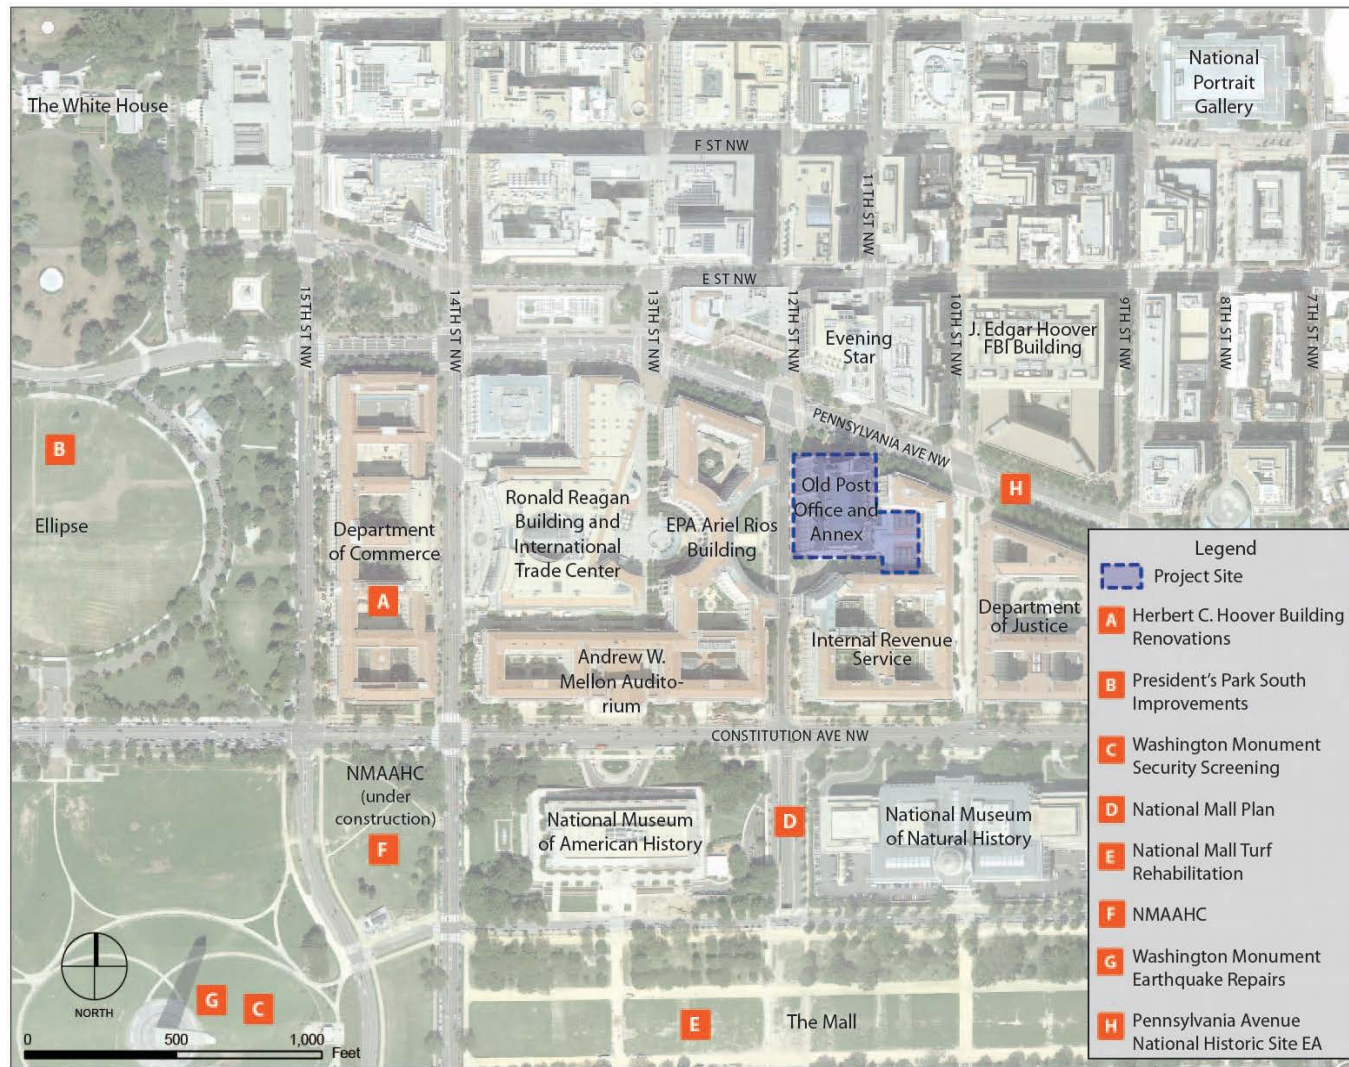 The White House
National
Portrait
Gallery
F ST NW
11TH ST NW
E ST NW
15TH ST NW
14TH ST NW
13TH ST NW
12TH ST NW
10TH ST NW
9TH ST NW
8TH ST NW
7TH ST NW
Evening
Star
J. Edgar Hoover
FBI Building
PENNSYLVANIA AVE NW
B
Ellipse
Department
of Commerce
A
Ronald Reagan
Building and
International
Trade Center
EPA Ariel Rios
Building
Old Post
Office and
Annex
H
Andrew W.
Mellon Audito-
rium
Internal Revenue
Service
Department
of Justice
CONSTITUTION AVE NW
NMAAHC
(under
construction)
F
National Museum
of American History
D
National Museum
of Natural History
G
C
E
The Mall
NORTH
0 500 1,000
Feet
Legend
Project Site
A Herbert C. Hoover Building
Renovations
B President's Park South
Improvements
C Washington Monument
Security Screening
D National Mall Plan
E National Mall Turf
Rehabilitation
F NMAAHC
G Washington Monument
Earthquake Repairs
H Pennsylvania Avenue
National Historic Site EA